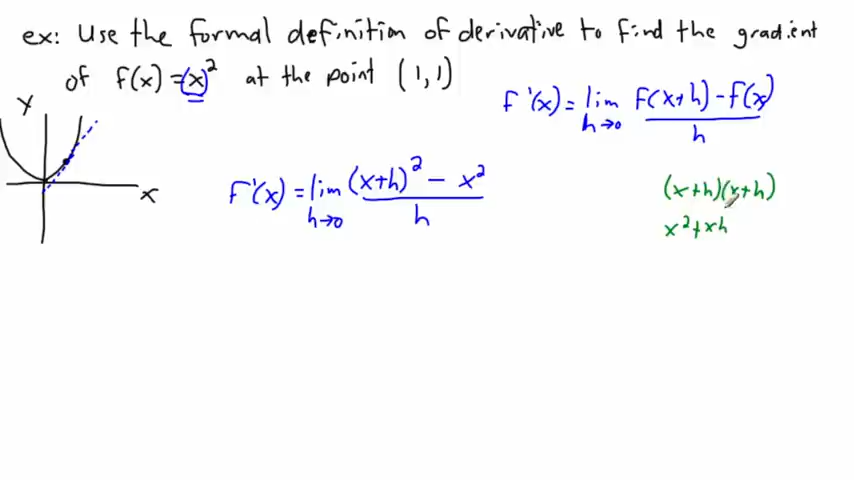 ex: Use the formal definition of derivative to find the gradient
of f(x) = (x)² at the point (1,1)
y
x
F'(x) = lim h→0 F(x+h) - f(x) / h
F'(x) = lim h→0 (x+h)² - x² / h
(x+h)(x+h)
x² + xh